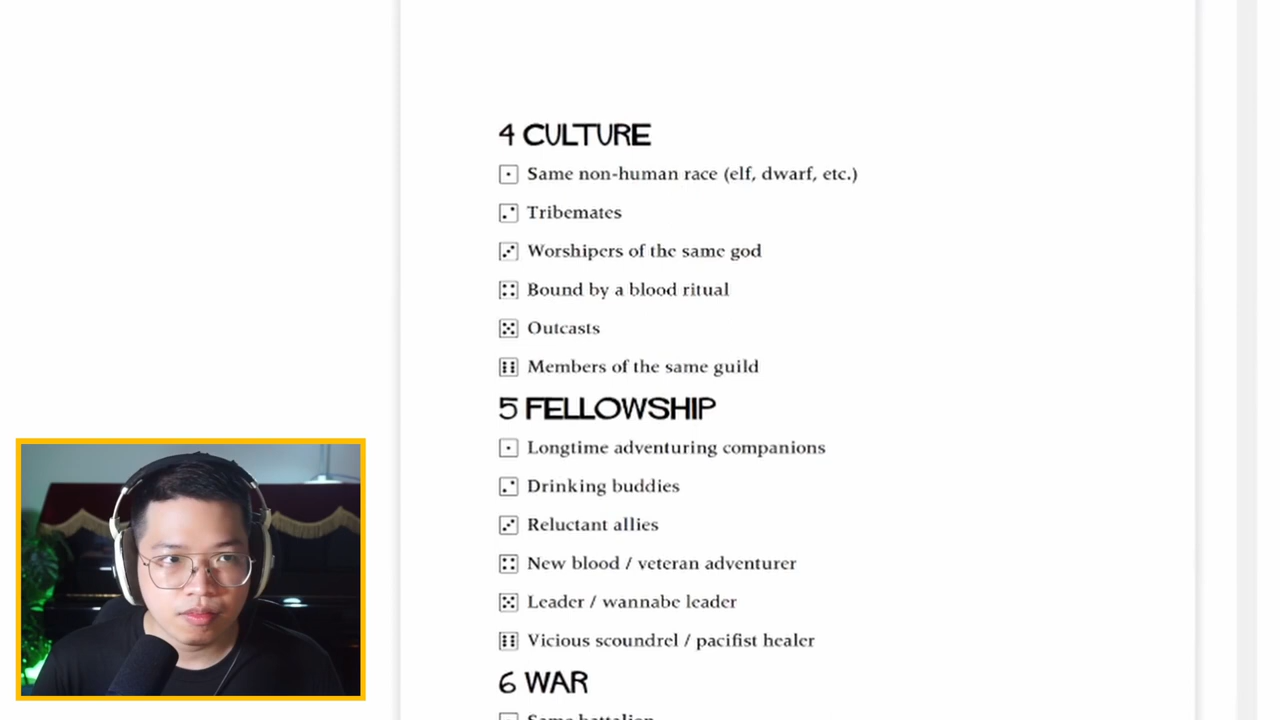 4 CULTURE
Same non-human race (elf, dwarf, etc.)
Tribemates
Worshipers of the same god
Bound by a blood ritual
Outcasts
Members of the same guild
5 FELLOWSHIP
Longtime adventuring companions
Drinking buddies
Reluctant allies
New blood / veteran adventurer
Leader / wannabe leader
Vicious scoundrel / pacifist healer
6 WAR
Same battalion